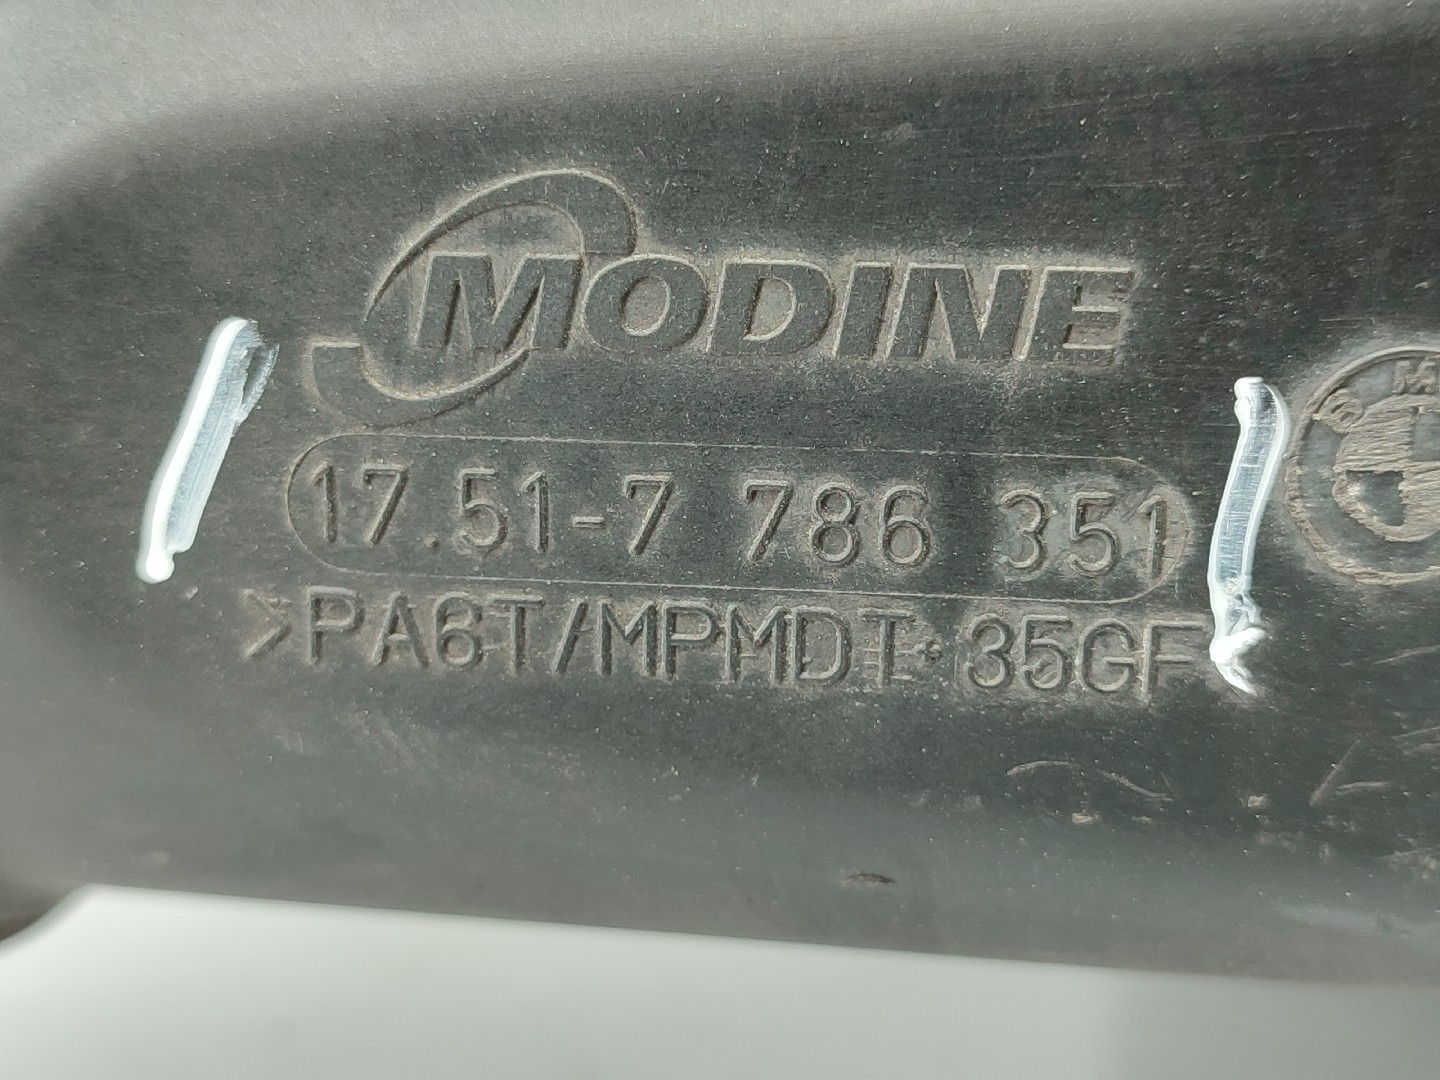 MODINE
17.51-7 786 351
>PA6T/MPMDT·35GF
B M